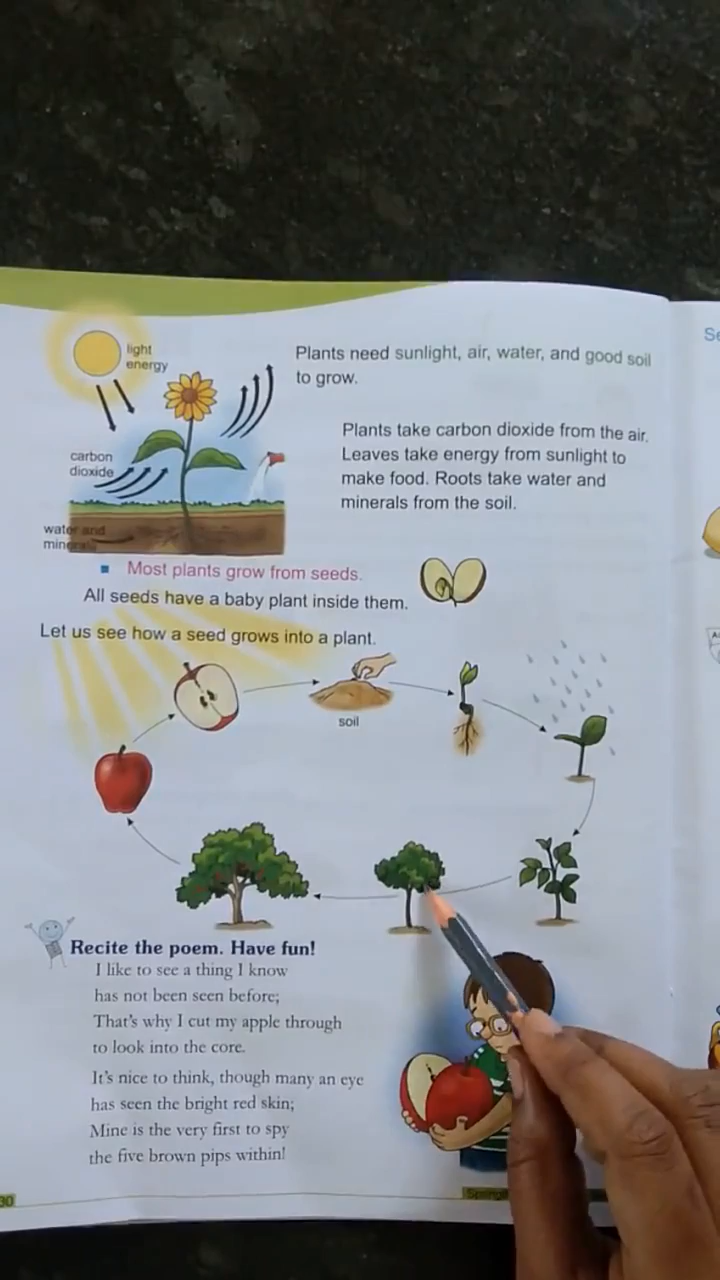 light
energy
Plants need sunlight, air, water, and good soil
to grow.
carbon
dioxide
Plants take carbon dioxide from the air.
Leaves take energy from sunlight to
make food. Roots take water and
minerals from the soil.
water and
minerals
Most plants grow from seeds.
All seeds have a baby plant inside them.
Let us see how a seed grows into a plant.
soil
Recite the poem. Have fun!
I like to see a thing I know
has not been seen before;
That's why I cut my apple through
to look into the core.
It's nice to think, though many an eye
has seen the bright red skin;
Mine is the very first to spy
the five brown pips within!
30